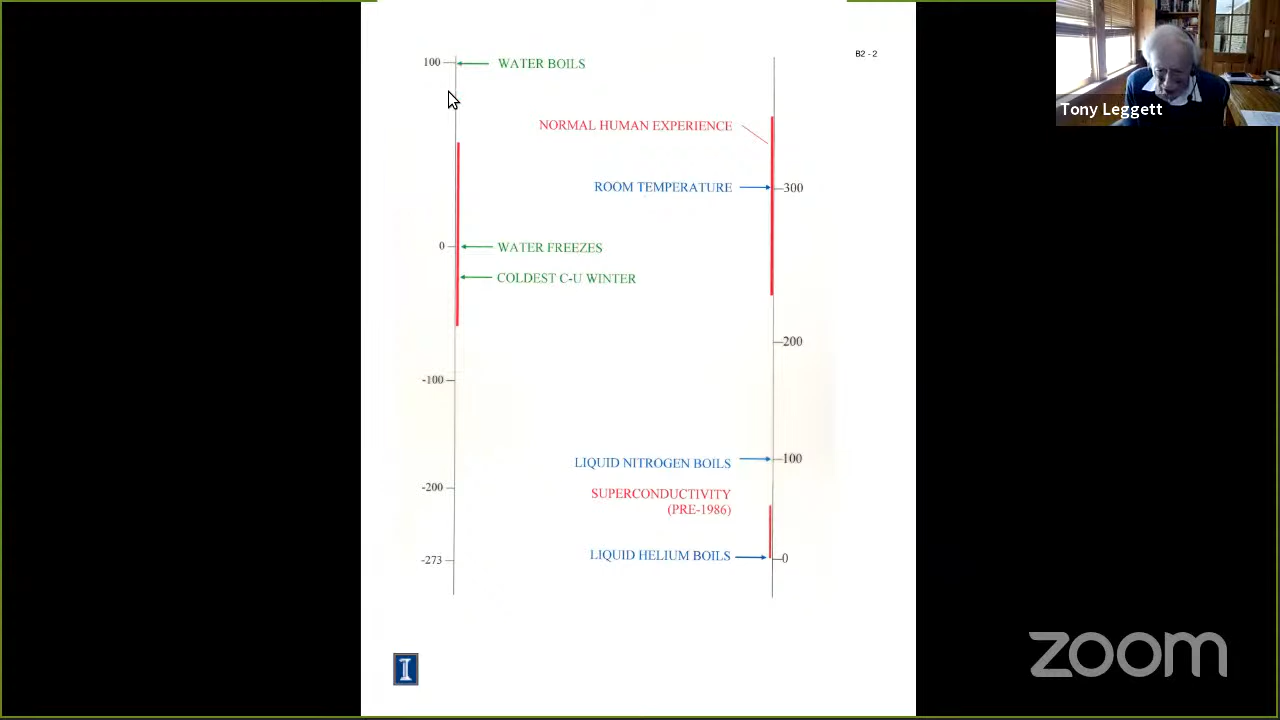 B2 - 2
100
WATER BOILS
Tony Leggett
NORMAL HUMAN EXPERIENCE
ROOM TEMPERATURE
300
0
WATER FREEZES
COLDEST C-U WINTER
200
-100
LIQUID NITROGEN BOILS
100
-200
SUPERCONDUCTIVITY
(PRE-1986)
LIQUID HELIUM BOILS
0
-273
zoom
I